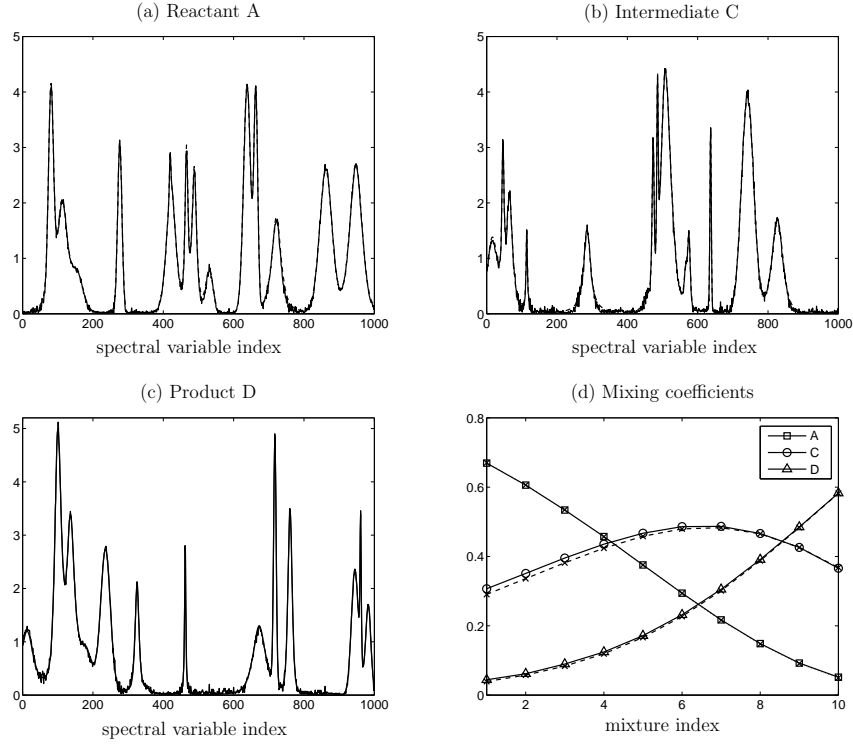 (a) Reactant A
5
4
3
2
1
0
0 200 400 600 800 1000
spectral variable index
(b) Intermediate C
5
4
3
2
1
0
0 200 400 600 800 1000
spectral variable index
(c) Product D
5
4
3
2
1
0
0 200 400 600 800 1000
spectral variable index
(d) Mixing coefficients
0.8
0.6
0.4
0.2
0
2 4 6 8 10
mixture index
A
C
D